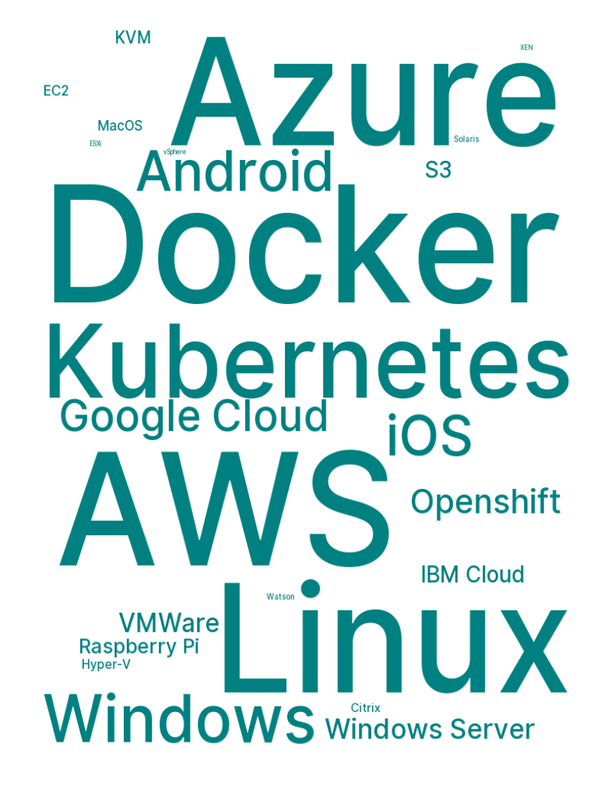 KVM
XEN
Azure
EC2
MacOS
Solaris
ESXi
vSphere
Android
S3
Docker
Kubernetes
Google Cloud
iOS
AWS
Openshift
IBM Cloud
Watson
Linux
VMWare
Raspberry Pi
Hyper-V
Windows
Citrix
Windows Server